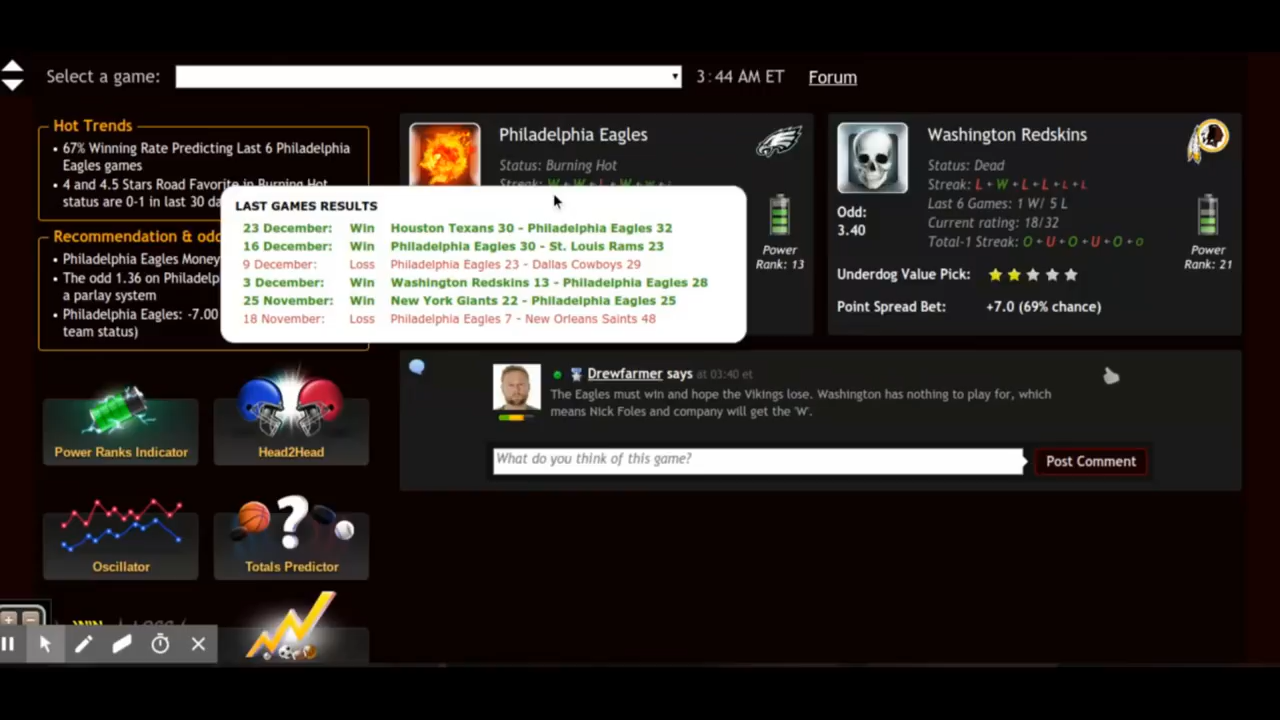 Select a game:
3:44 AM ET
Forum
Hot Trends
• 67% Winning Rate Predicting Last 6 Philadelphia
Eagles games
• 4 and 4.5 Stars Road Favorite in Burning Hot
status are 0-1 in last 30 da
Recommendation & od
• Philadelphia Eagles Money
• The odd 1.36 on Philadelp
a parlay system
• Philadelphia Eagles: -7.00
team status)
Philadelphia Eagles
Status: Burning Hot
Streak: W + W + L + W + W +
LAST GAMES RESULTS
23 December: Win Houston Texans 30 - Philadelphia Eagles 32
16 December: Win Philadelphia Eagles 30 - St. Louis Rams 23
9 December: Loss Philadelphia Eagles 23 - Dallas Cowboys 29
3 December: Win Washington Redskins 13 - Philadelphia Eagles 28
25 November: Win New York Giants 22 - Philadelphia Eagles 25
18 November: Loss Philadelphia Eagles 7 - New Orleans Saints 48
Power
Rank: 13
Washington Redskins
Status: Dead
Streak: L + W + L + L + L + L
Last 6 Games: 1 W/ 5 L
Current rating: 18/32
Total-1 Streak: O + U + O + U + O + O
Odd:
3.40
Power
Rank: 21
Underdog Value Pick:
Point Spread Bet: +7.0 (69% chance)
Drewfarmer says at 03:40 et
The Eagles must win and hope the Vikings lose. Washington has nothing to play for, which
means Nick Foles and company will get the 'W'.
What do you think of this game?
Post Comment
Power Ranks Indicator
Head2Head
Oscillator
Totals Predictor